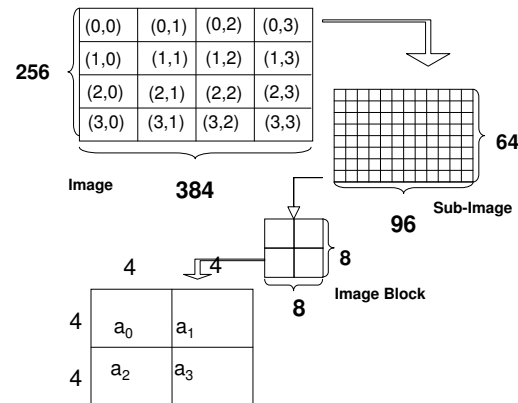 (0,0) (0,1) (0,2) (0,3)
(1,0) (1,1) (1,2) (1,3)
256
(2,0) (2,1) (2,2) (2,3)
(3,0) (3,1) (3,2) (3,3)
64
Image
384
96
Sub-Image
4 4
8
8
Image Block
4
a₀ a₁
4
a₂ a₃